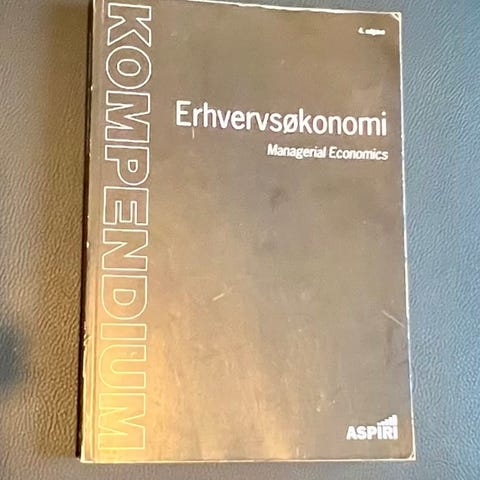 KOMPENDIUM
4. udgave
Erhvervsøkonomi
Managerial Economics
ASPIRI